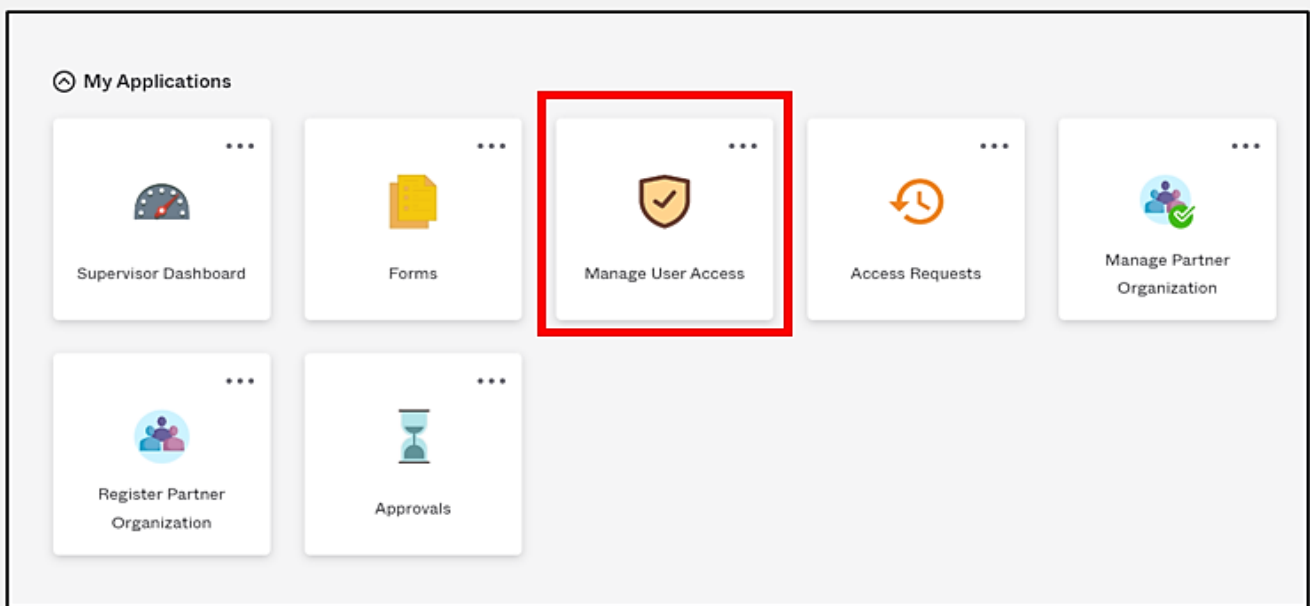 My Applications
Supervisor Dashboard
Forms
Manage User Access
Access Requests
Manage Partner
Organization
Register Partner
Organization
Approvals